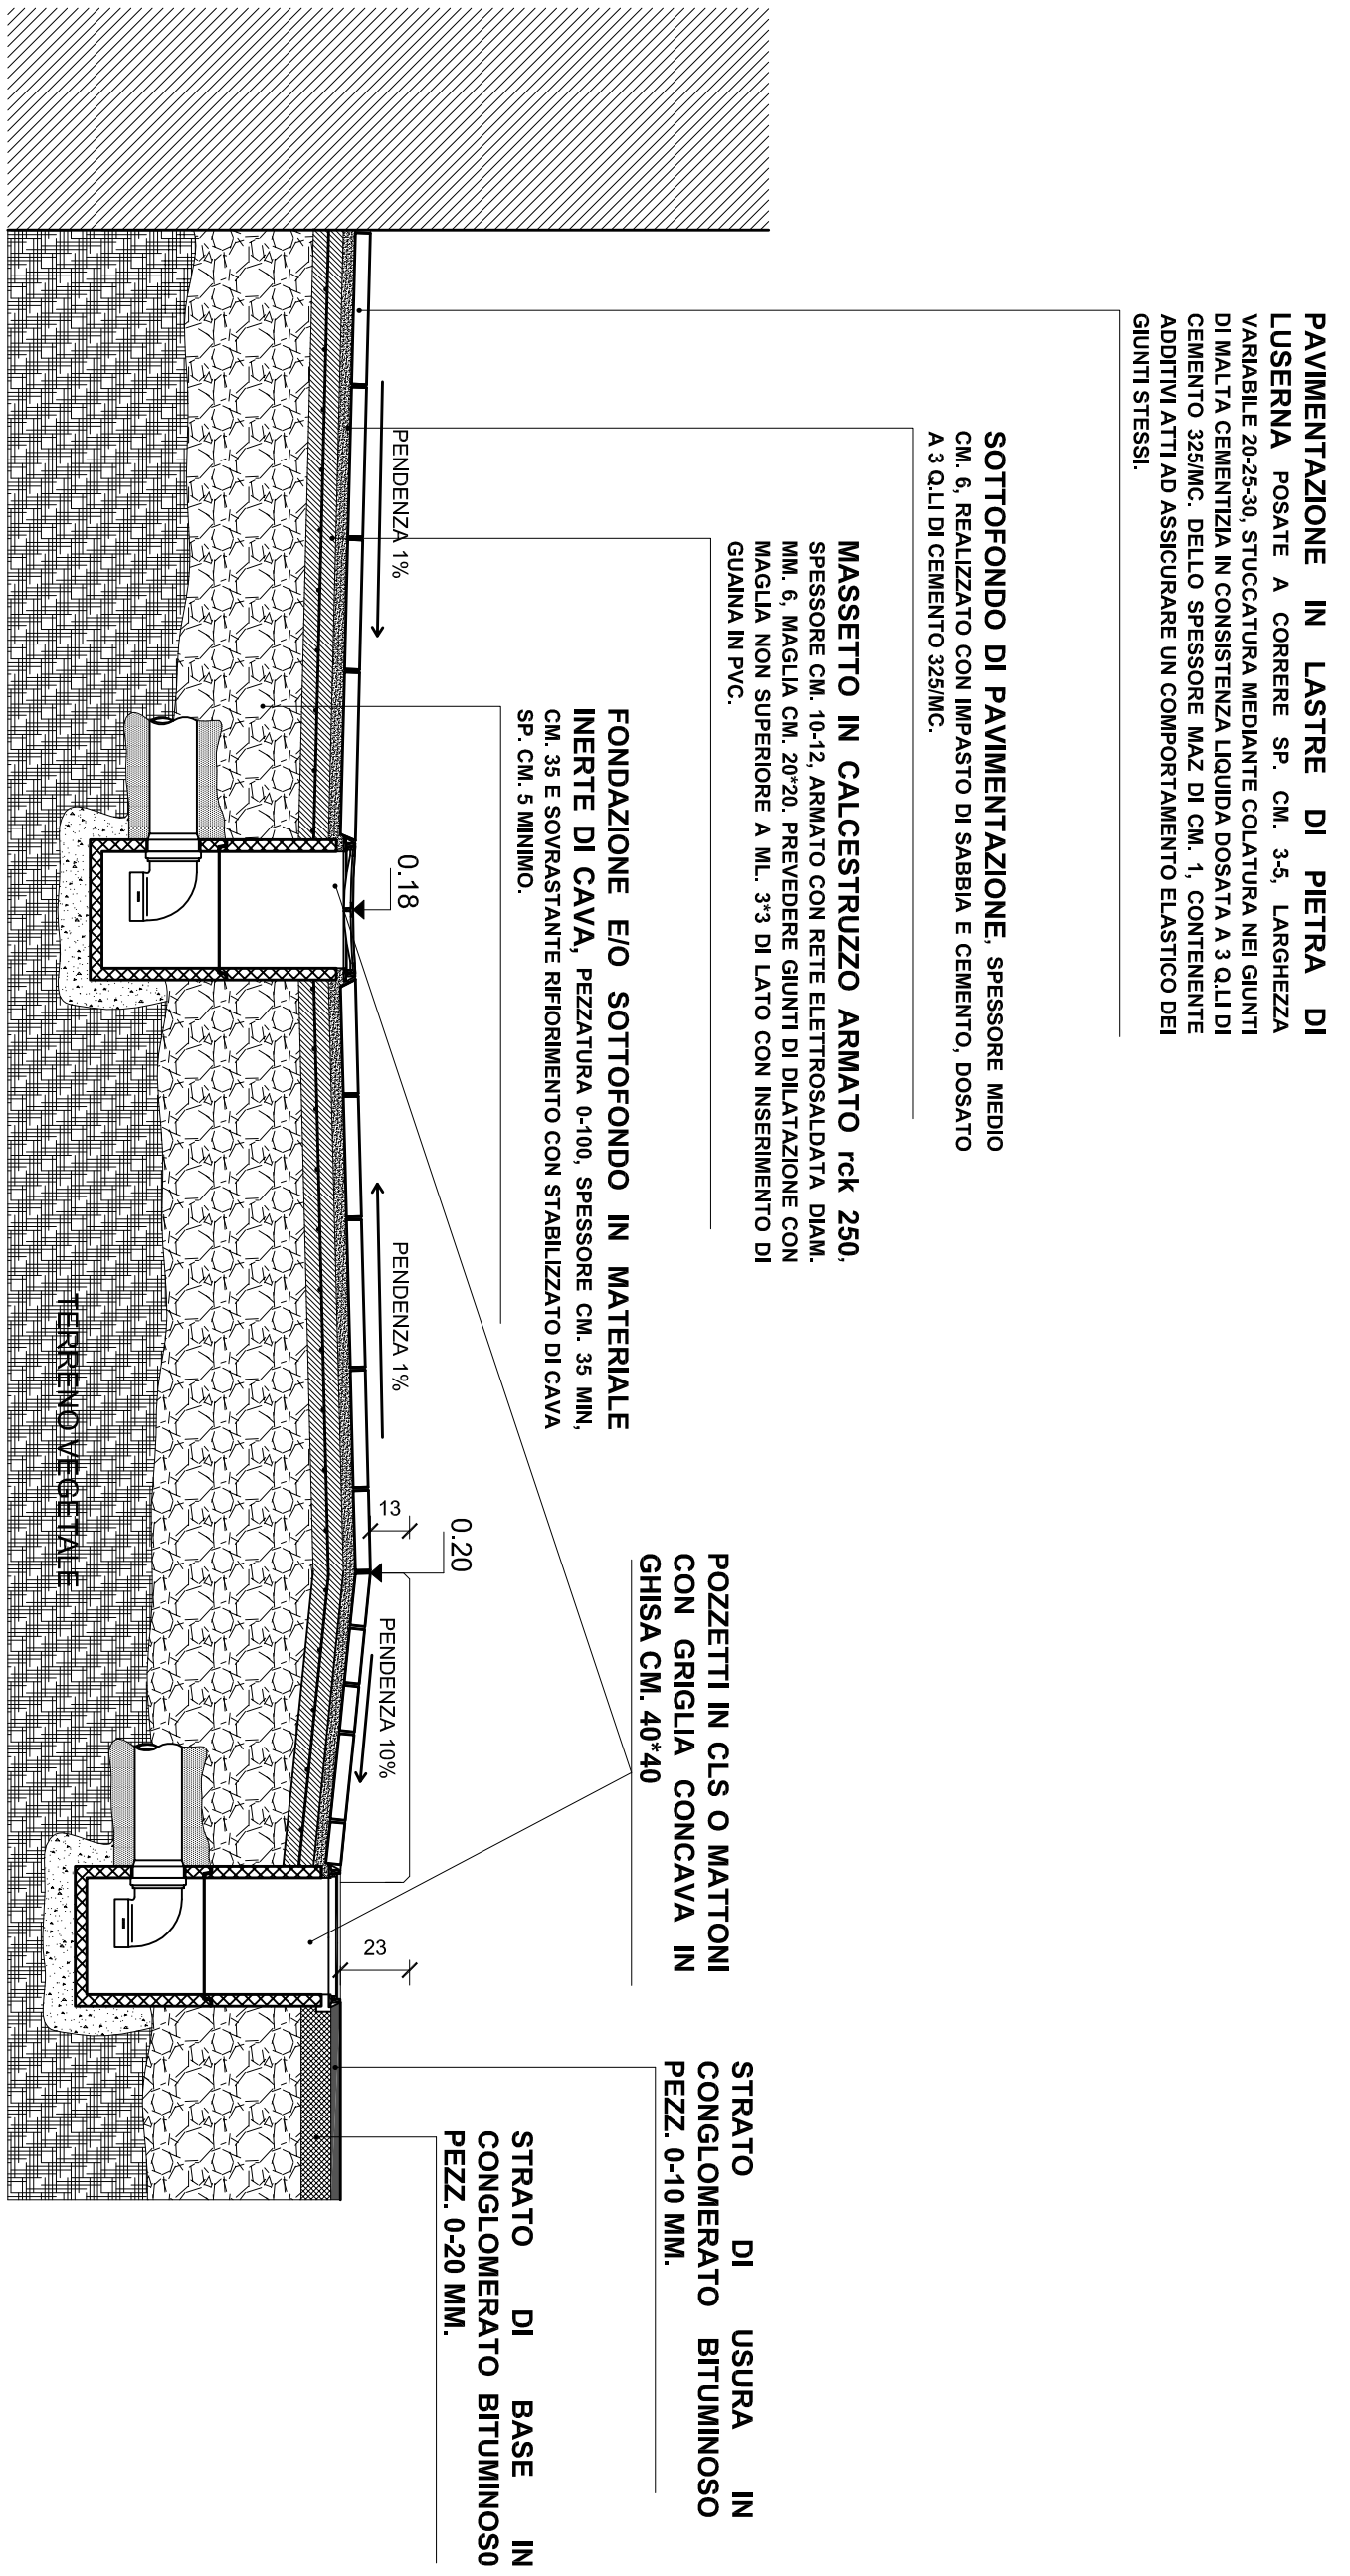 PAVIMENTAZIONE IN LASTRE DI PIETRA DI
LUSERNA POSATE A CORRERE SP. CM. 3-5, LARGHEZZA
VARIABILE 20-25-30, STUCCATURA MEDIANTE COLATURA NEI GIUNTI
DI MALTA CEMENTIZIA IN CONSISTENZA LIQUIDA DOSATA A 3 Q.LI DI
CEMENTO 325/MC. DELLO SPESSORE MAZ DI CM. 1, CONTENENTE
ADDITIVI ATTI AD ASSICURARE UN COMPORTAMENTO ELASTICO DEI
GIUNTI STESSI.
SOTTOFONDO DI PAVIMENTAZIONE, SPESSORE MEDIO
CM. 6, REALIZZATO CON IMPASTO DI SABBIA E CEMENTO, DOSATO
A 3 Q.LI DI CEMENTO 325/MC.
MASSETTO IN CALCESTRUZZO ARMATO rck 250,
SPESSORE CM. 10-12, ARMATO CON RETE ELETTROSALDATA DIAM.
MM. 6, MAGLIA CM. 20*20. PREVEDERE GIUNTI DI DILATAZIONE CON
MAGLIA NON SUPERIORE A ML. 3*3 DI LATO CON INSERIMENTO DI
GUAINA IN PVC.
FONDAZIONE E/O SOTTOFONDO IN MATERIALE
INERTE DI CAVA, PEZZATURA 0-100, SPESSORE CM. 35 MIN,
CM. 35 E SOVRASTANTE RIFIORIMENTO CON STABILIZZATO DI CAVA
SP. CM. 5 MINIMO.
POZZETTI IN CLS O MATTONI
CON GRIGLIA CONCAVA IN
GHISA CM. 40*40
STRATO DI USURA IN
CONGLOMERATO BITUMINOSO
PEZZ. 0-10 MM.
STRATO DI BASE IN
CONGLOMERATO BITUMINOS0
PEZZ. 0-20 MM.
PENDENZA 1%
0.18
PENDENZA 1%
13
0.20
PENDENZA 10%
23
TERRENO VEGETALE